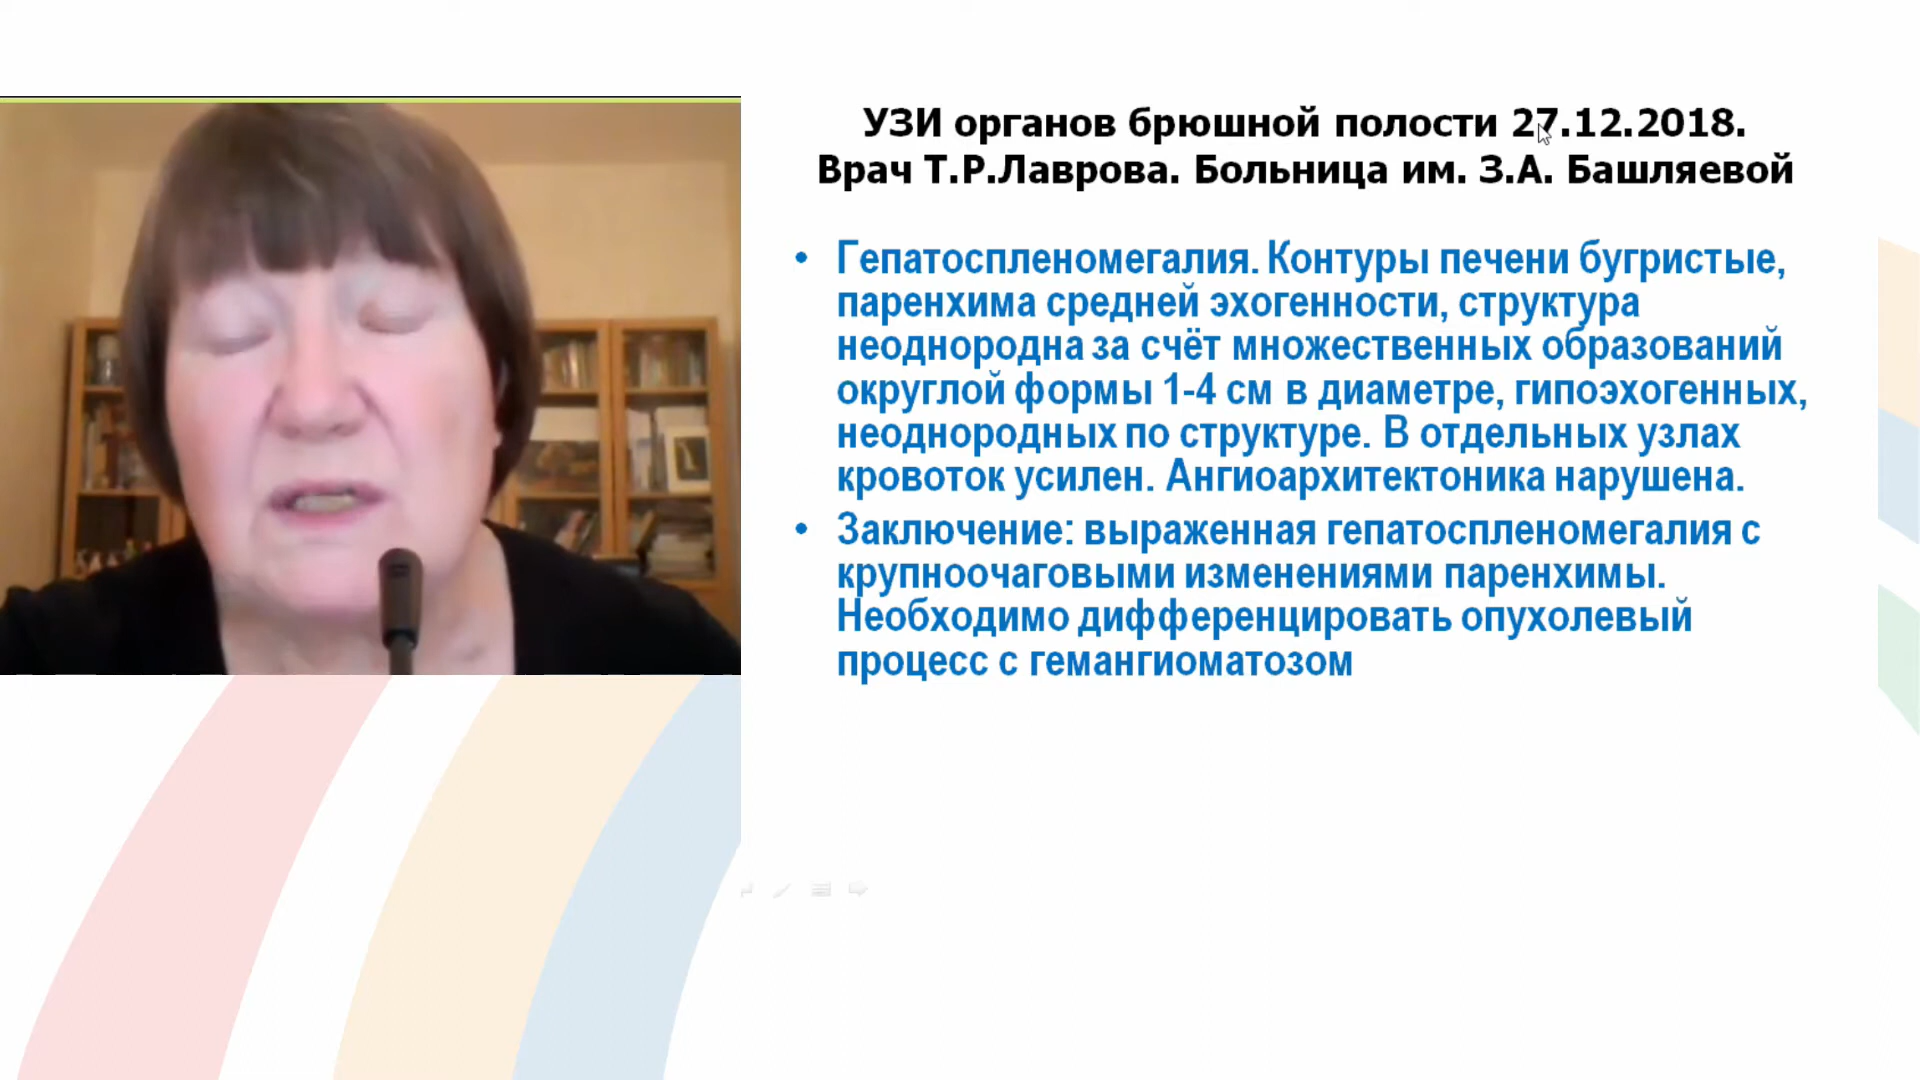 УЗИ органов брюшной полости 27.12.2018.
Врач Т.Р.Лаврова. Больница им. З.А. Башляевой
• Гепатоспленомегалия. Контуры печени бугристые,
паренхима средней эхогенности, структура
неоднородна за счёт множественных образований
округлой формы 1-4 см в диаметре, гипоэхогенных,
неоднородных по структуре. В отдельных узлах
кровоток усилен. Ангиоархитектоника нарушена.
• Заключение: выраженная гепатоспленомегалия с
крупноочаговыми изменениями паренхимы.
Необходимо дифференцировать опухолевый
процесс с гемангиоматозом